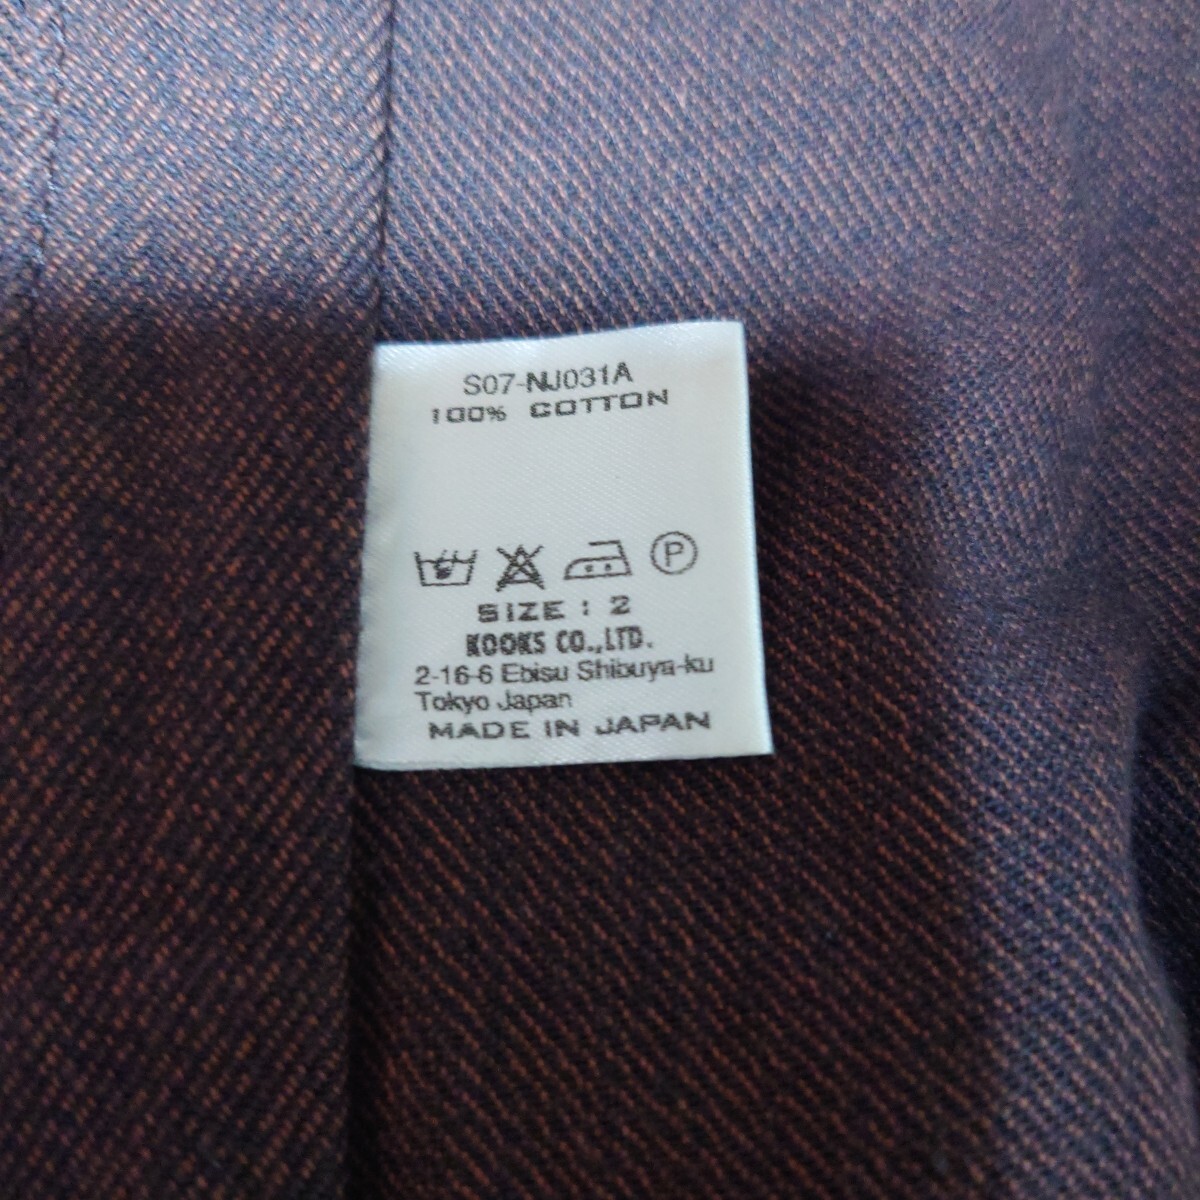 S07-NJ031A
100% COTTON
P
SIZE : 2
KOOKS CO.,LTD.
2-16-6 Ebisu Shibuya-ku
Tokyo Japan
MADE IN JAPAN